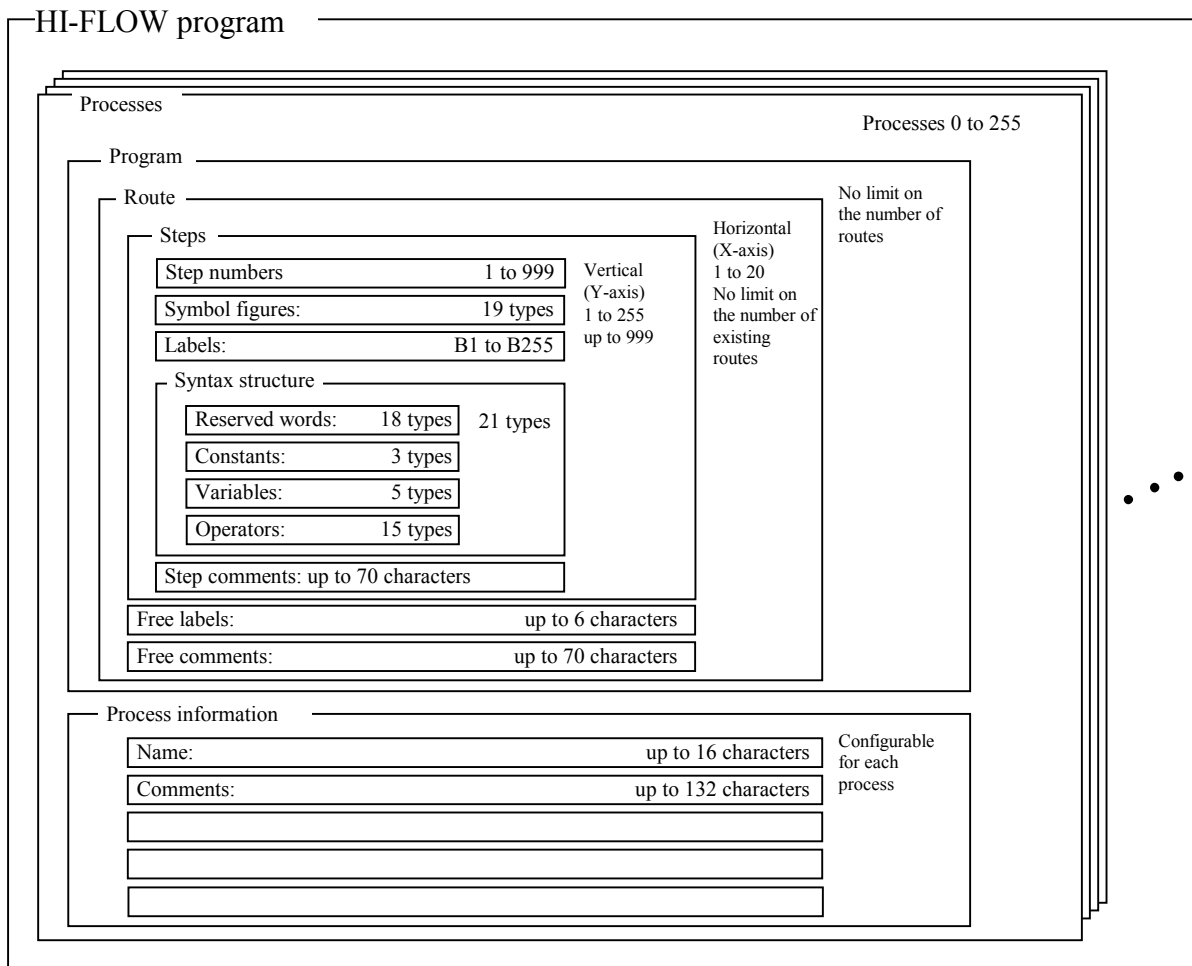 HI-FLOW program
Processes
Processes 0 to 255
Program
Route
No limit on
the number of
routes
Steps
Horizontal
(X-axis)
1 to 20
No limit on
the number of
existing
routes
Step numbers 1 to 999
Vertical
(Y-axis)
1 to 255
up to 999
Symbol figures: 19 types
Labels: B1 to B255
Syntax structure
Reserved words: 18 types
21 types
Constants: 3 types
Variables: 5 types
Operators: 15 types
Step comments: up to 70 characters
Free labels: up to 6 characters
Free comments: up to 70 characters
Process information
Name: up to 16 characters
Configurable
for each
process
Comments: up to 132 characters